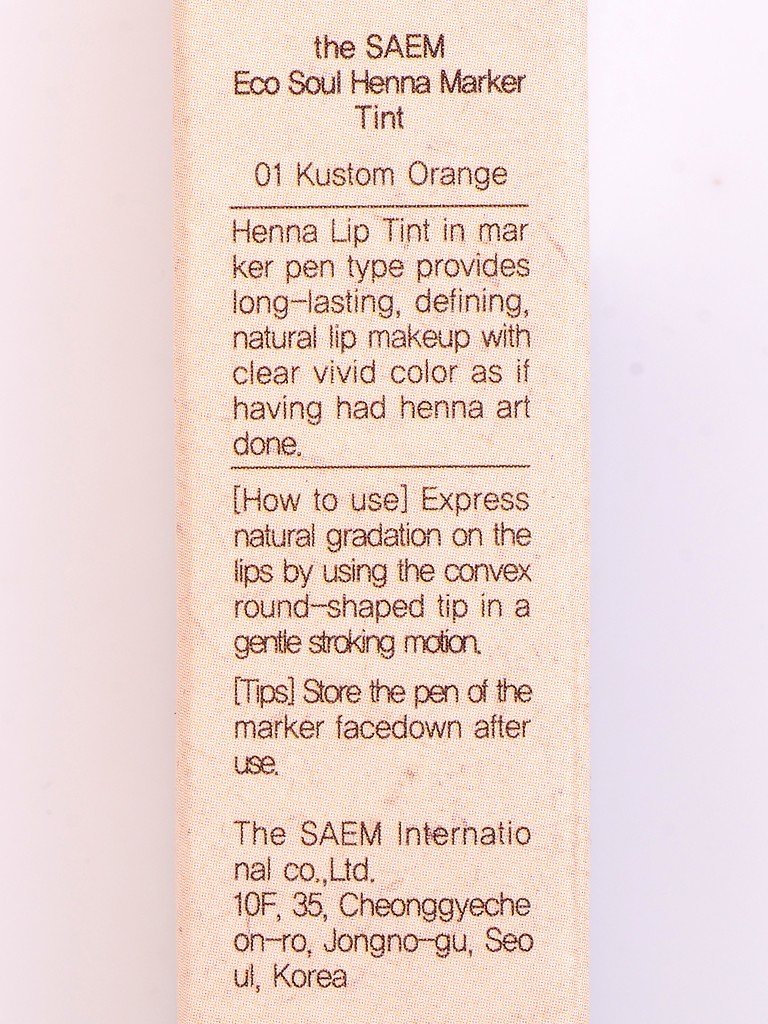 the SAEM
Eco Soul Henna Marker
Tint
01 Kustom Orange
Henna Lip Tint in mar
ker pen type provides
long-lasting, defining,
natural lip makeup with
clear vivid color as if
having had henna art
done.
[How to use] Express
natural gradation on the
lips by using the convex
round-shaped tip in a
gentle stroking motion.
[Tips] Store the pen of the
marker facedown after
use.
The SAEM Internatio
nal co.,Ltd.
10F, 35, Cheonggyeche
on-ro, Jongno-gu, Seo
ul, Korea